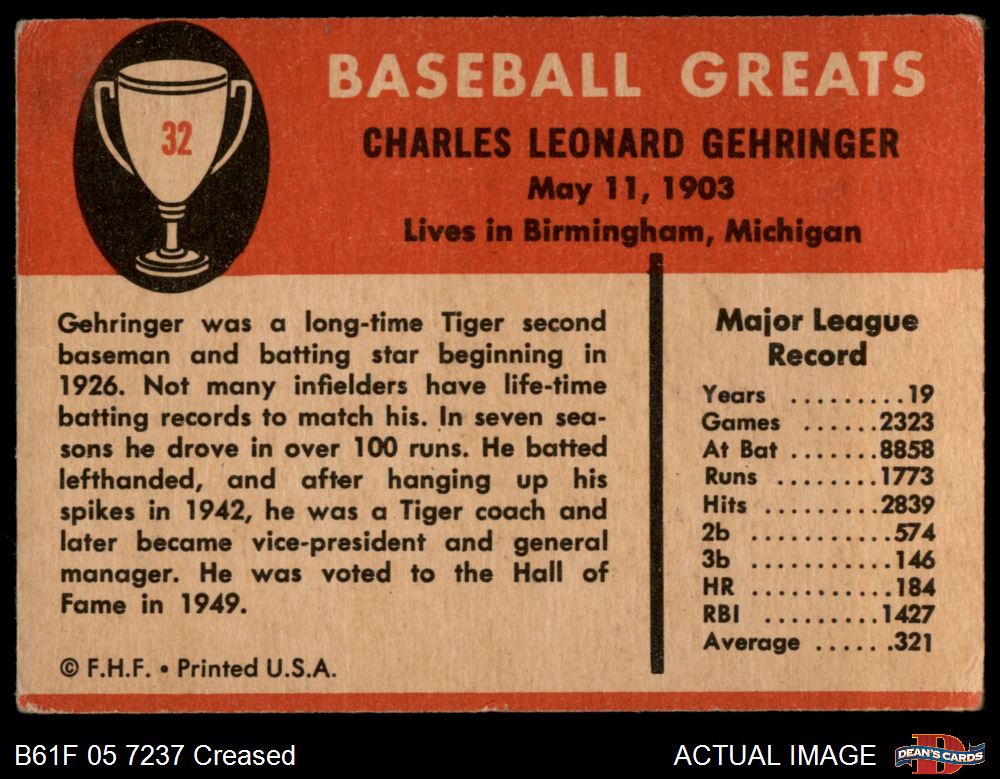 32
BASEBALL GREATS
CHARLES LEONARD GEHRINGER
May 11, 1903
Lives in Birmingham, Michigan
Gehringer was a long-time Tiger second
baseman and batting star beginning in
1926. Not many infielders have life-time
batting records to match his. In seven sea-
sons he drove in over 100 runs. He batted
lefthanded, and after hanging up his
spikes in 1942, he was a Tiger coach and
later became vice-president and general
manager. He was voted to the Hall of
Fame in 1949.
© F.H.F. • Printed U.S.A.
Major League
Record
Years .........19
Games ......2323
At Bat .......8858
Runs ........1773
Hits .........2839
2b ..........574
3b ..........146
HR ..........184
RBI ........1427
Average ......321
B61F 05 7237 Creased
ACTUAL IMAGE
D
DEAN'S CARDS